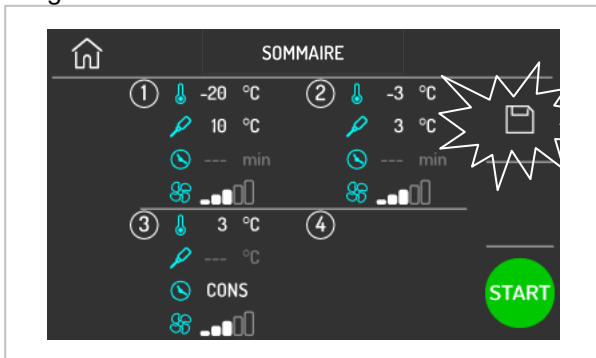 SOMMAIRE
1 -20 °C 2 -3 °C
10 °C 3 °C
--- min --- min
3 3 °C 4
--- °C
CONS
START